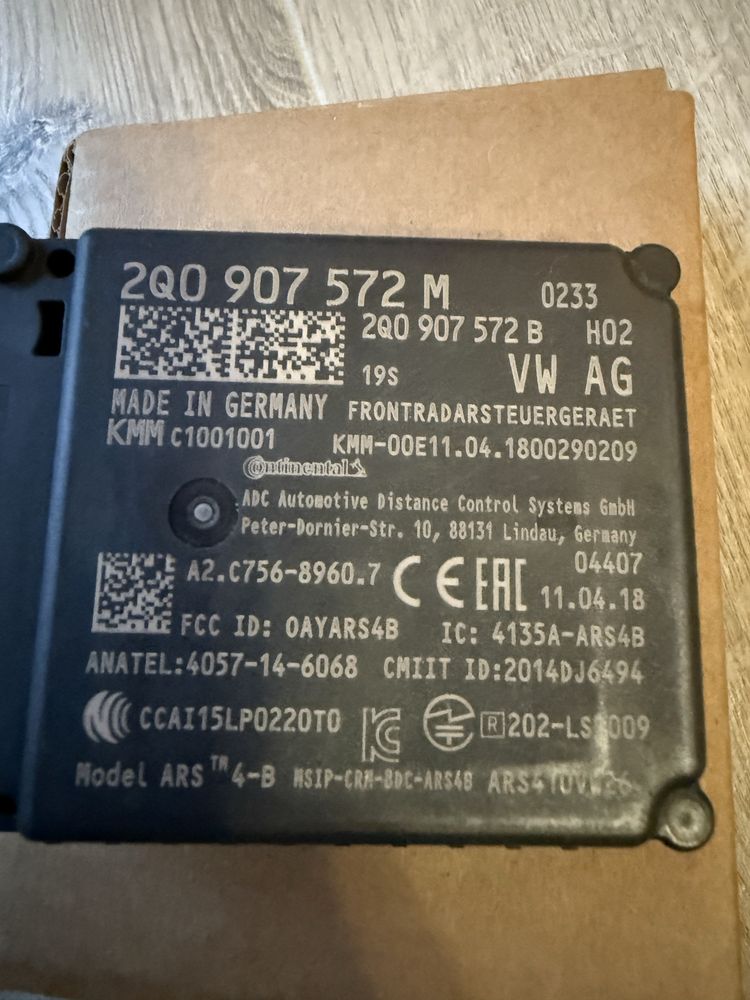 2Q0 907 572 M 0233
2Q0 907 572 B H02
19S VW AG
MADE IN GERMANY FRONTRADARSTEUERGERAET
KMM C1001001 KMM-00E11.04.1800290209
Continental
ADC Automotive Distance Control Systems GmbH
Peter-Dornier-Str. 10, 88131 Lindau, Germany
A2.C756-8960.7 CE EAC 04407
11.04.18
FCC ID: OAYARS4B IC: 4135A-ARS4B
ANATEL:4057-14-6068 CMIIT ID:2014DJ6494
CCAI15LP0220T0 R
Model ARS™4-B MSIP-CRM-BDC-ARS4B